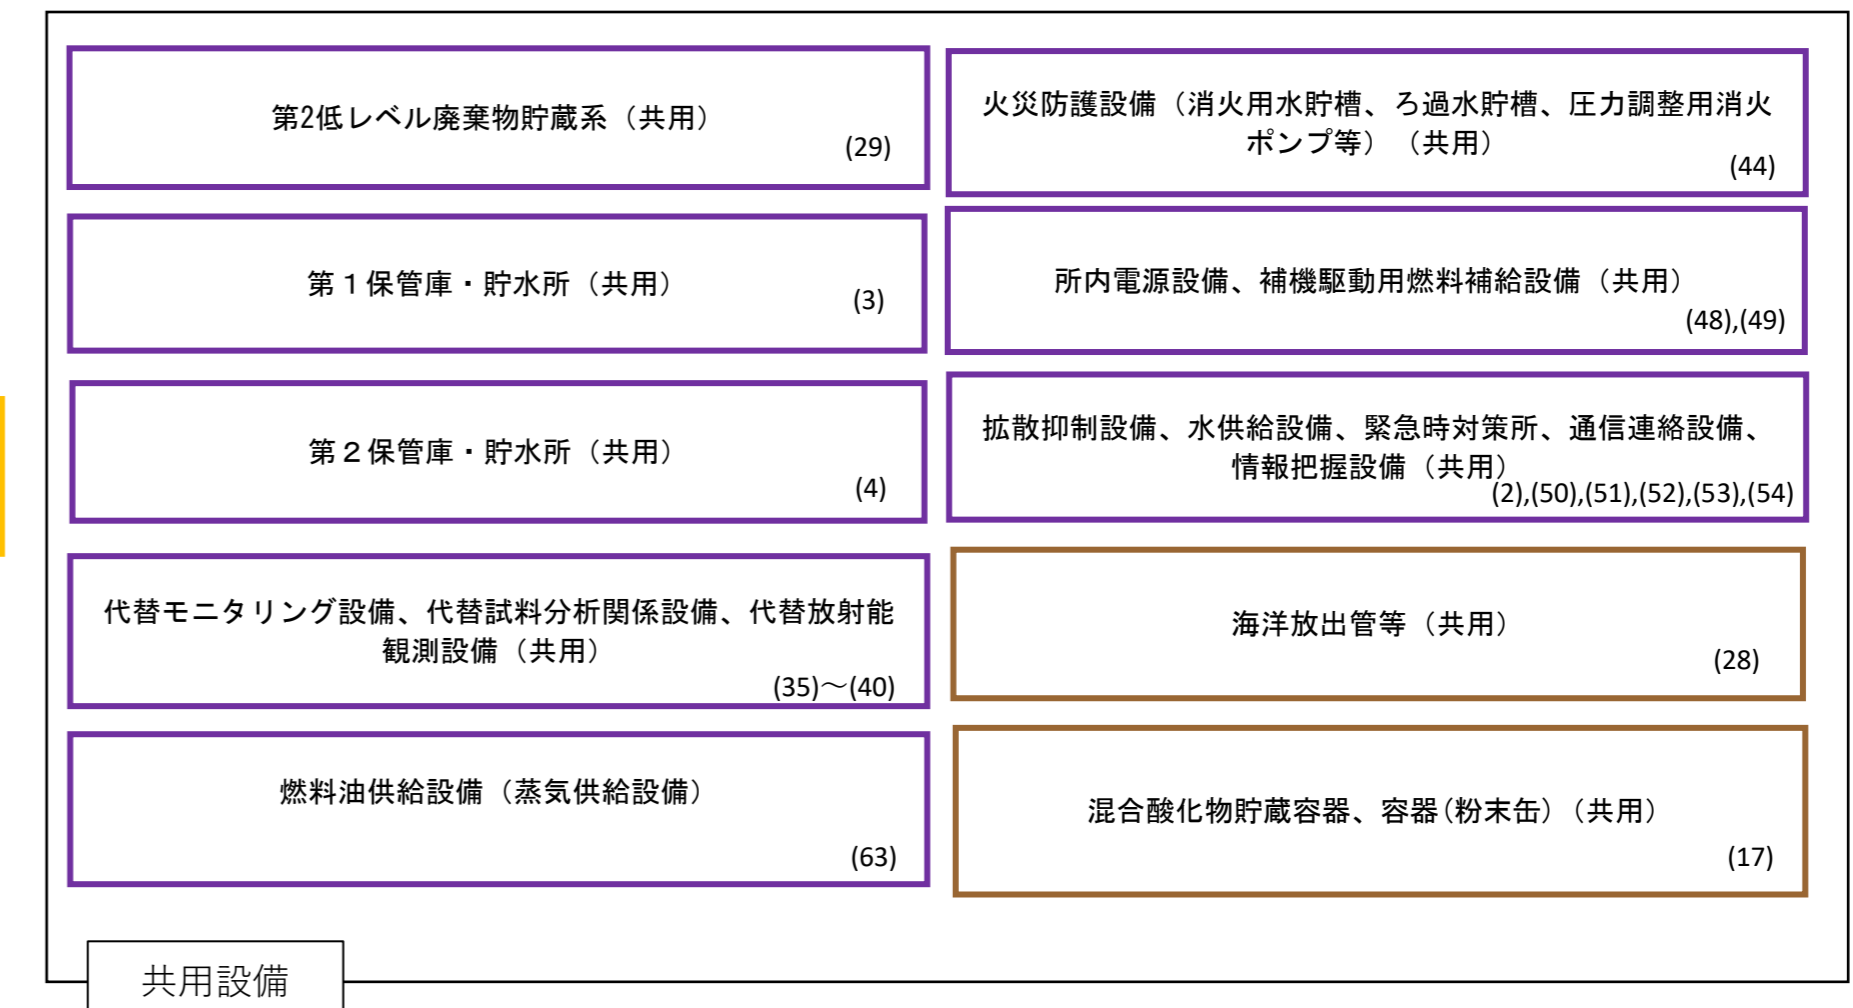 第2低レベル廃棄物貯蔵系（共用）
(29)
第１保管庫・貯水所（共用）
(3)
第２保管庫・貯水所（共用）
(4)
代替モニタリング設備、代替試料分析関係設備、代替放射能
観測設備（共用）
(35)～(40)
燃料油供給設備（蒸気供給設備）
(63)
火災防護設備（消火用水貯槽、ろ過水貯槽、圧力調整用消火
ポンプ等）（共用）
(44)
所内電源設備、補機駆動用燃料補給設備（共用）
(48),(49)
拡散抑制設備、水供給設備、緊急時対策所、通信連絡設備、
情報把握設備（共用）
(2),(50),(51),(52),(53),(54)
海洋放出管等（共用）
(28)
混合酸化物貯蔵容器、容器(粉末缶)（共用）
(17)
共用設備